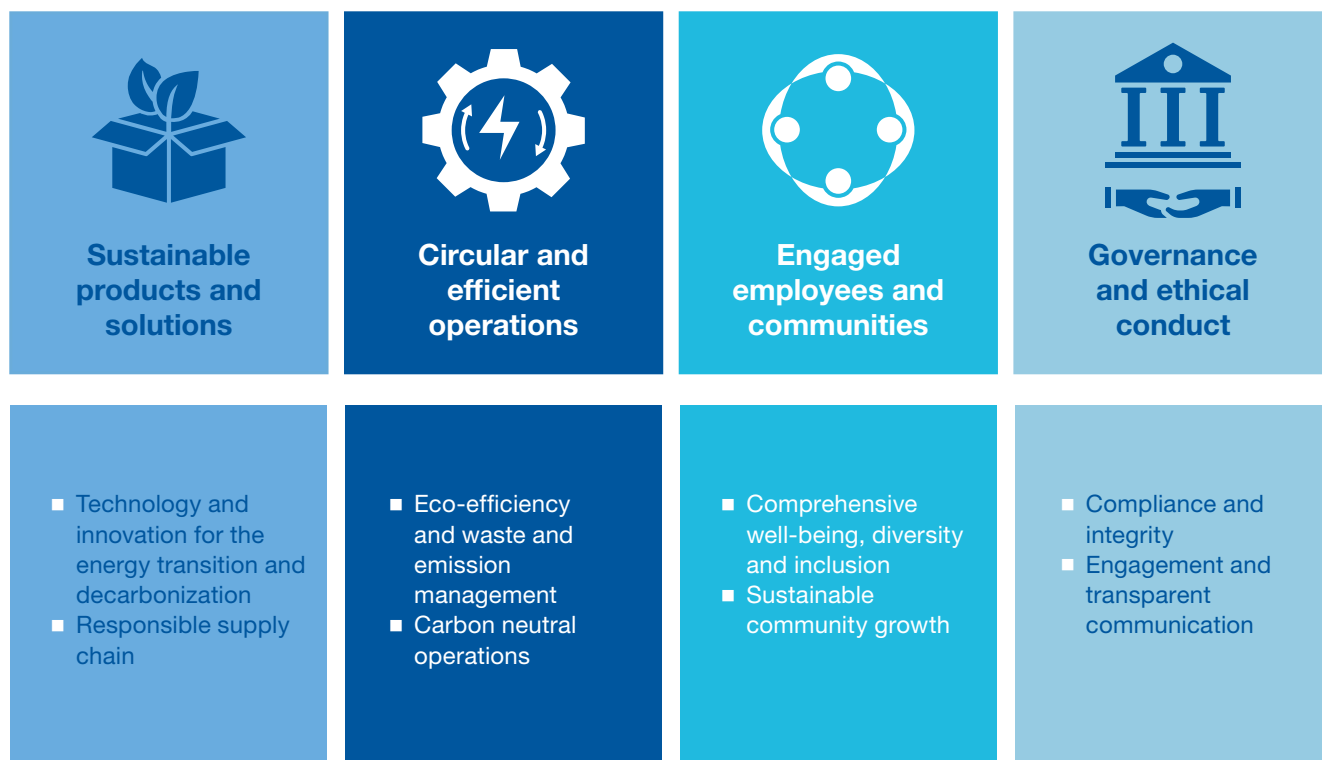 Sustainable
products and
solutions
Circular and
efficient
operations
Engaged
employees and
communities
Governance
and ethical
conduct
Technology and
innovation for the
energy transition and
decarbonization
Responsible supply
chain
Eco-efficiency
and waste and
emission
management
Carbon neutral
operations
Comprehensive
well-being, diversity
and inclusion
Sustainable
community growth
Compliance and
integrity
Engagement and
transparent
communication